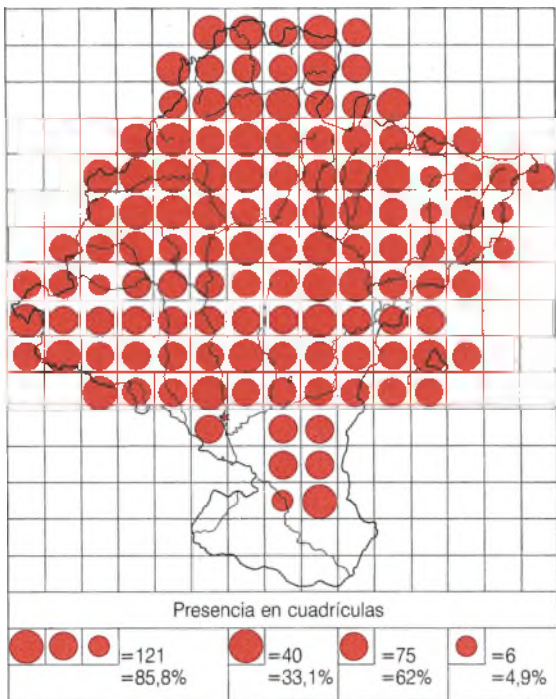 Presencia en cuadrículas
=121 =40 =75 =6
=85,8% =33,1% =62% =4,9%